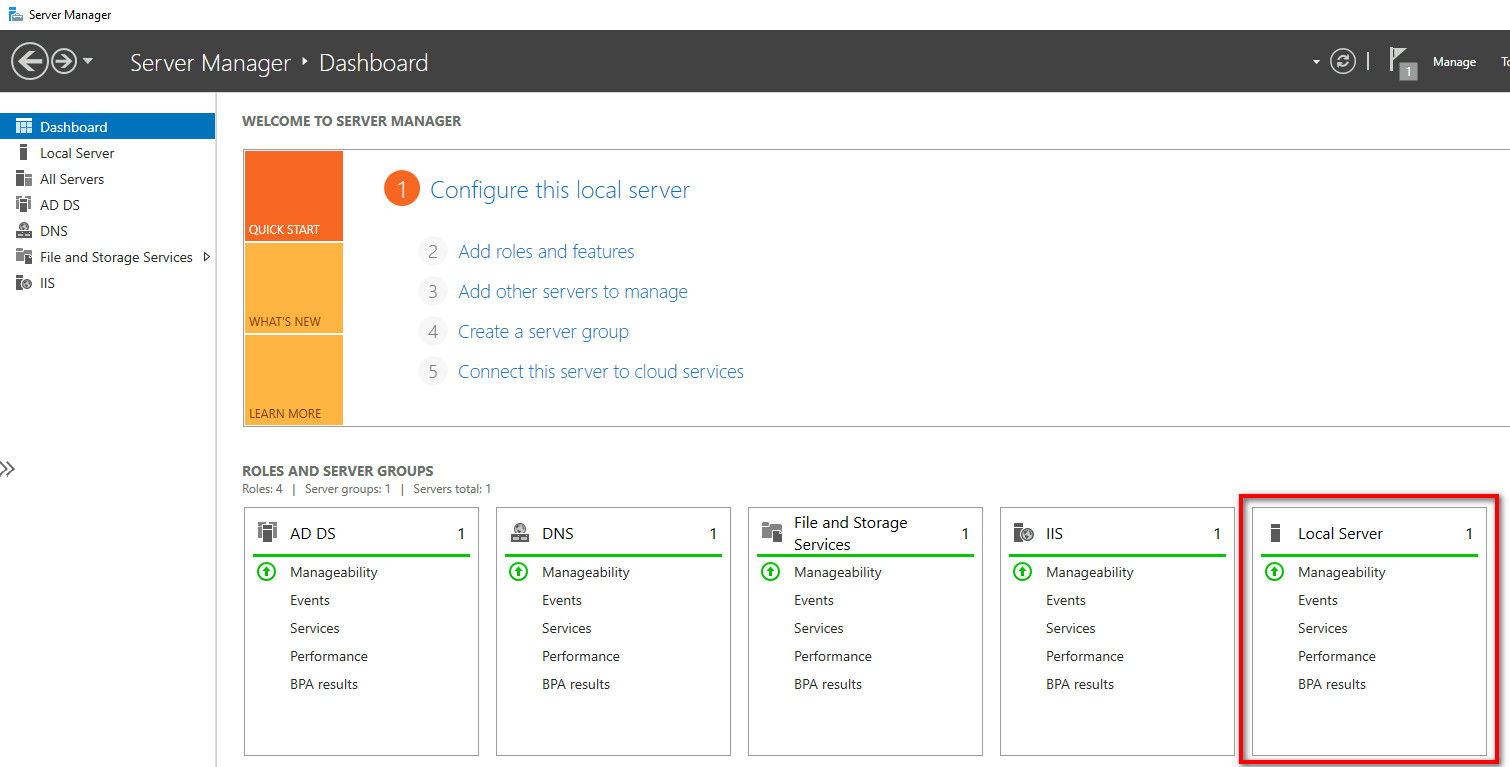 Server Manager
Server Manager ‣ Dashboard
1
Manage
Dashboard
Local Server
All Servers
AD DS
DNS
File and Storage Services
IIS
WELCOME TO SERVER MANAGER
QUICK START
WHAT'S NEW
LEARN MORE
1 Configure this local server
2 Add roles and features
3 Add other servers to manage
4 Create a server group
5 Connect this server to cloud services
ROLES AND SERVER GROUPS
Roles: 4 | Server groups: 1 | Servers total: 1
AD DS 1
Manageability
Events
Services
Performance
BPA results
DNS 1
Manageability
Events
Services
Performance
BPA results
File and Storage
Services 1
Manageability
Events
Services
Performance
BPA results
IIS 1
Manageability
Events
Services
Performance
BPA results
Local Server 1
Manageability
Events
Services
Performance
BPA results